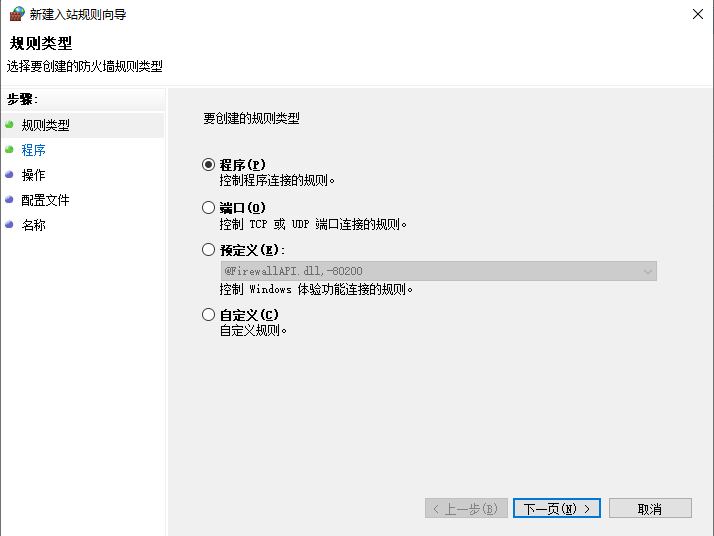 新建入站规则向导
规则类型
选择要创建的防火墙规则类型
步骤:
规则类型
程序
操作
配置文件
名称
要创建的规则类型
程序(P)
控制程序连接的规则。
端口(O)
控制 TCP 或 UDP 端口连接的规则。
预定义(E):
@FirewallAPI.dll,-80200
控制 Windows 体验功能连接的规则。
自定义(C)
自定义规则。
< 上一步(B)
下一页(N) >
取消